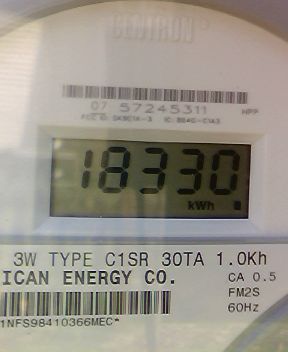 CENTRON
07 57245311
18330
kWh
3W TYPE C1SR 30TA 1.0Kh
ICAN ENERGY CO.
CA 0.5
FM2S
60Hz
1NFS98410366MEC*